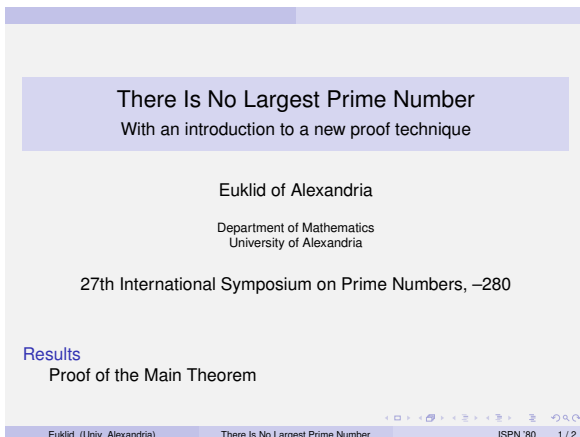 There Is No Largest Prime Number
With an introduction to a new proof technique
Euklid of Alexandria
Department of Mathematics
University of Alexandria
27th International Symposium on Prime Numbers, –280
Results
Proof of the Main Theorem
Euklid (Univ. Alexandria) There Is No Largest Prime Number ISPN '80 1 / 2